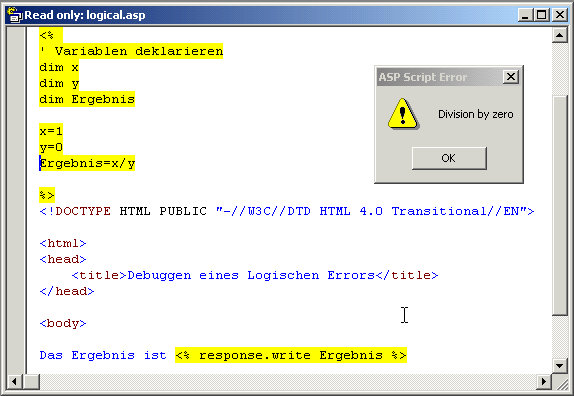 Read only: logical.asp
<%
' Variablen deklarieren
dim x
dim y
dim Ergebnis
x=1
y=0
Ergebnis=x/y
%>
<!DOCTYPE HTML PUBLIC "-//W3C//DTD HTML 4.0 Transitional//EN">
<html>
<head>
<title>Debuggen eines Logischen Errors</title>
</head>
<body>
Das Ergebnis ist <% response.write Ergebnis %>
ASP Script Error
Division by zero
OK